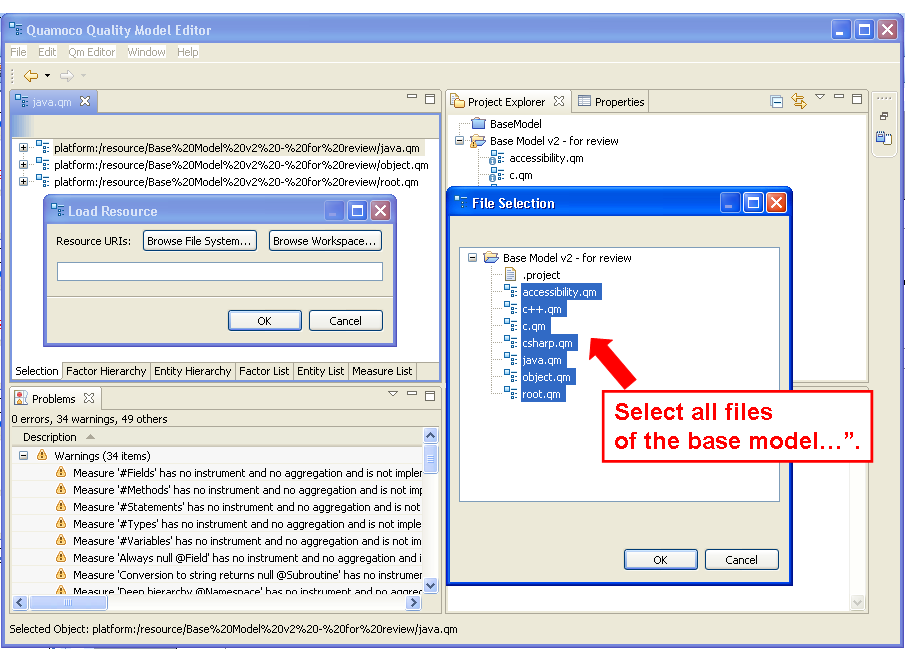 Quamoco Quality Model Editor
File Edit Qm Editor Window Help
java.qm
platform:/resource/Base%20Model%20v2%20-%20for%20review/java.qm
platform:/resource/Base%20Model%20v2%20-%20for%20review/object.qm
platform:/resource/Base%20Model%20v2%20-%20for%20review/root.qm
Load Resource
Resource URIs: Browse File System... Browse Workspace...
OK Cancel
Selection Factor Hierarchy Entity Hierarchy Factor List Entity List Measure List
Project Explorer Properties
BaseModel
Base Model v2 - for review
accessibility.qm
c.qm
File Selection
Base Model v2 - for review
.project
accessibility.qm
c++.qm
c.qm
csharp.qm
java.qm
object.qm
root.qm
Select all files
of the base model...”.
OK Cancel
Problems
0 errors, 34 warnings, 49 others
Description
Warnings (34 items)
Measure '#Fields' has no instrument and no aggregation and is not impler
Measure '#Methods' has no instrument and no aggregation and is not imp
Measure '#Statements' has no instrument and no aggregation and is not
Measure '#Types' has no instrument and no aggregation and is not imple
Measure '#Variables' has no instrument and no aggregation and is not im
Measure 'Always null @Field' has no instrument and no aggregation and i
Measure 'Conversion to string returns null @Subroutine' has no instrumer
Measure 'Deep hierarchy @Namespace' has no instrument and no aggrec
Selected Object: platform:/resource/Base%20Model%20v2%20-%20for%20review/java.qm